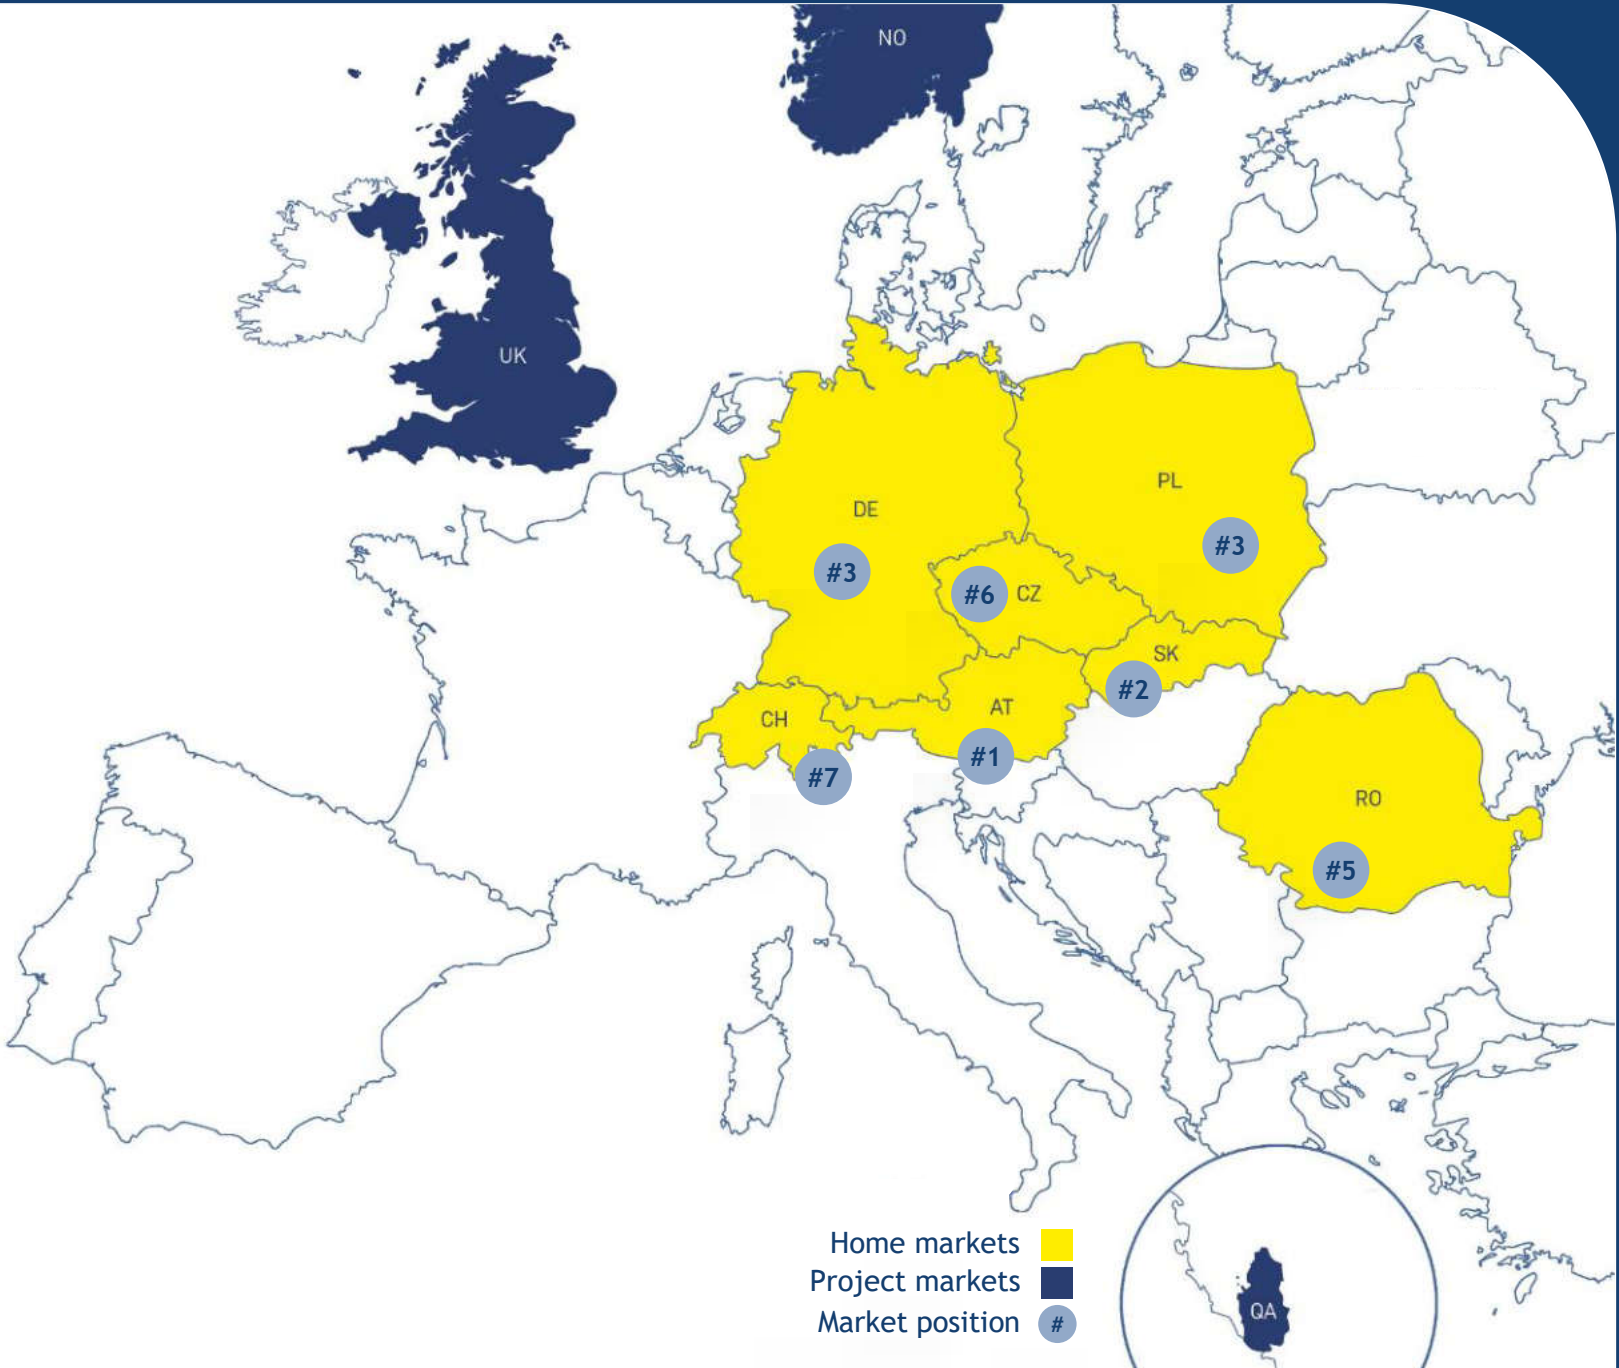 NO
UK
PL
DE
#3
#3
#6
CZ
SK
#2
AT
CH
#1
#7
RO
#5
Home markets
Project markets
QA
Market position #